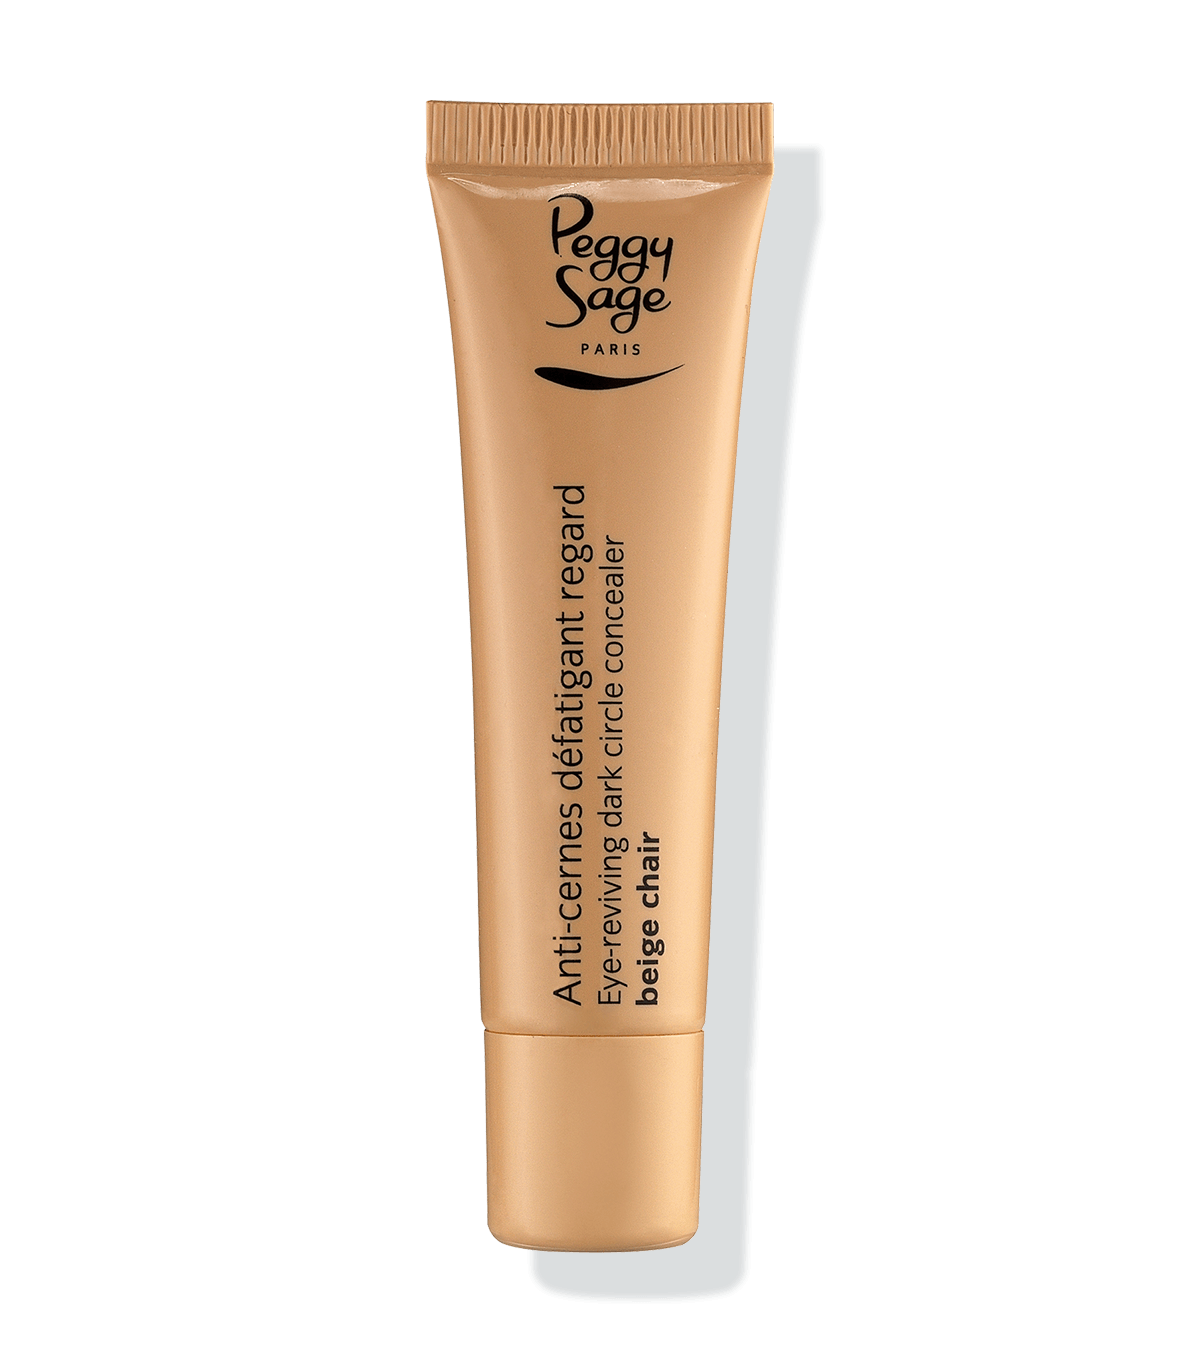 Peggy
Sage
PARIS
Anti-cernes défatigant regard
Eye-reviving dark circle concealer
beige chair